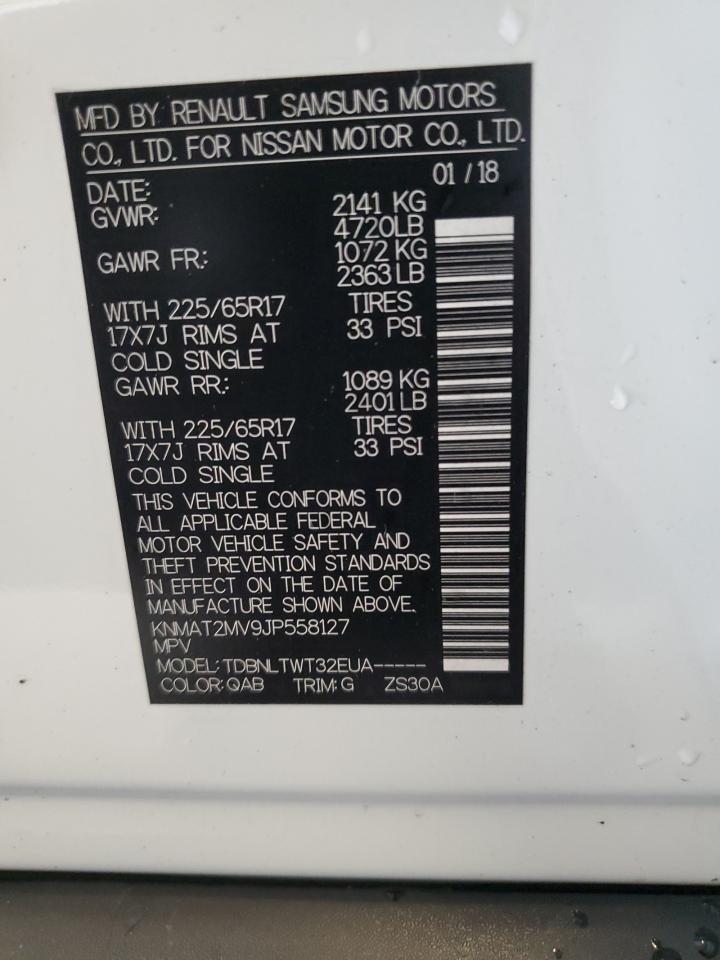 MFD BY RENAULT SAMSUNG MOTORS
CO., LTD. FOR NISSAN MOTOR CO., LTD.
DATE: 01 / 18
GVWR: 2141 KG
4720LB
GAWR FR.: 1072 KG
2363 LB
WITH 225/65R17 TIRES
17X7J RIMS AT 33 PSI
COLD SINGLE
GAWR RR.: 1089 KG
2401 LB
WITH 225/65R17 TIRES
17X7J RIMS AT 33 PSI
COLD SINGLE
THIS VEHICLE CONFORMS TO
ALL APPLICABLE FEDERAL
MOTOR VEHICLE SAFETY AND
THEFT PREVENTION STANDARDS
IN EFFECT ON THE DATE OF
MANUFACTURE SHOWN ABOVE.
KNMAT2MV9JP558127
MPV
MODEL: TDBNLTWT32EUA-----
COLOR: QAB TRIM: G ZS30A